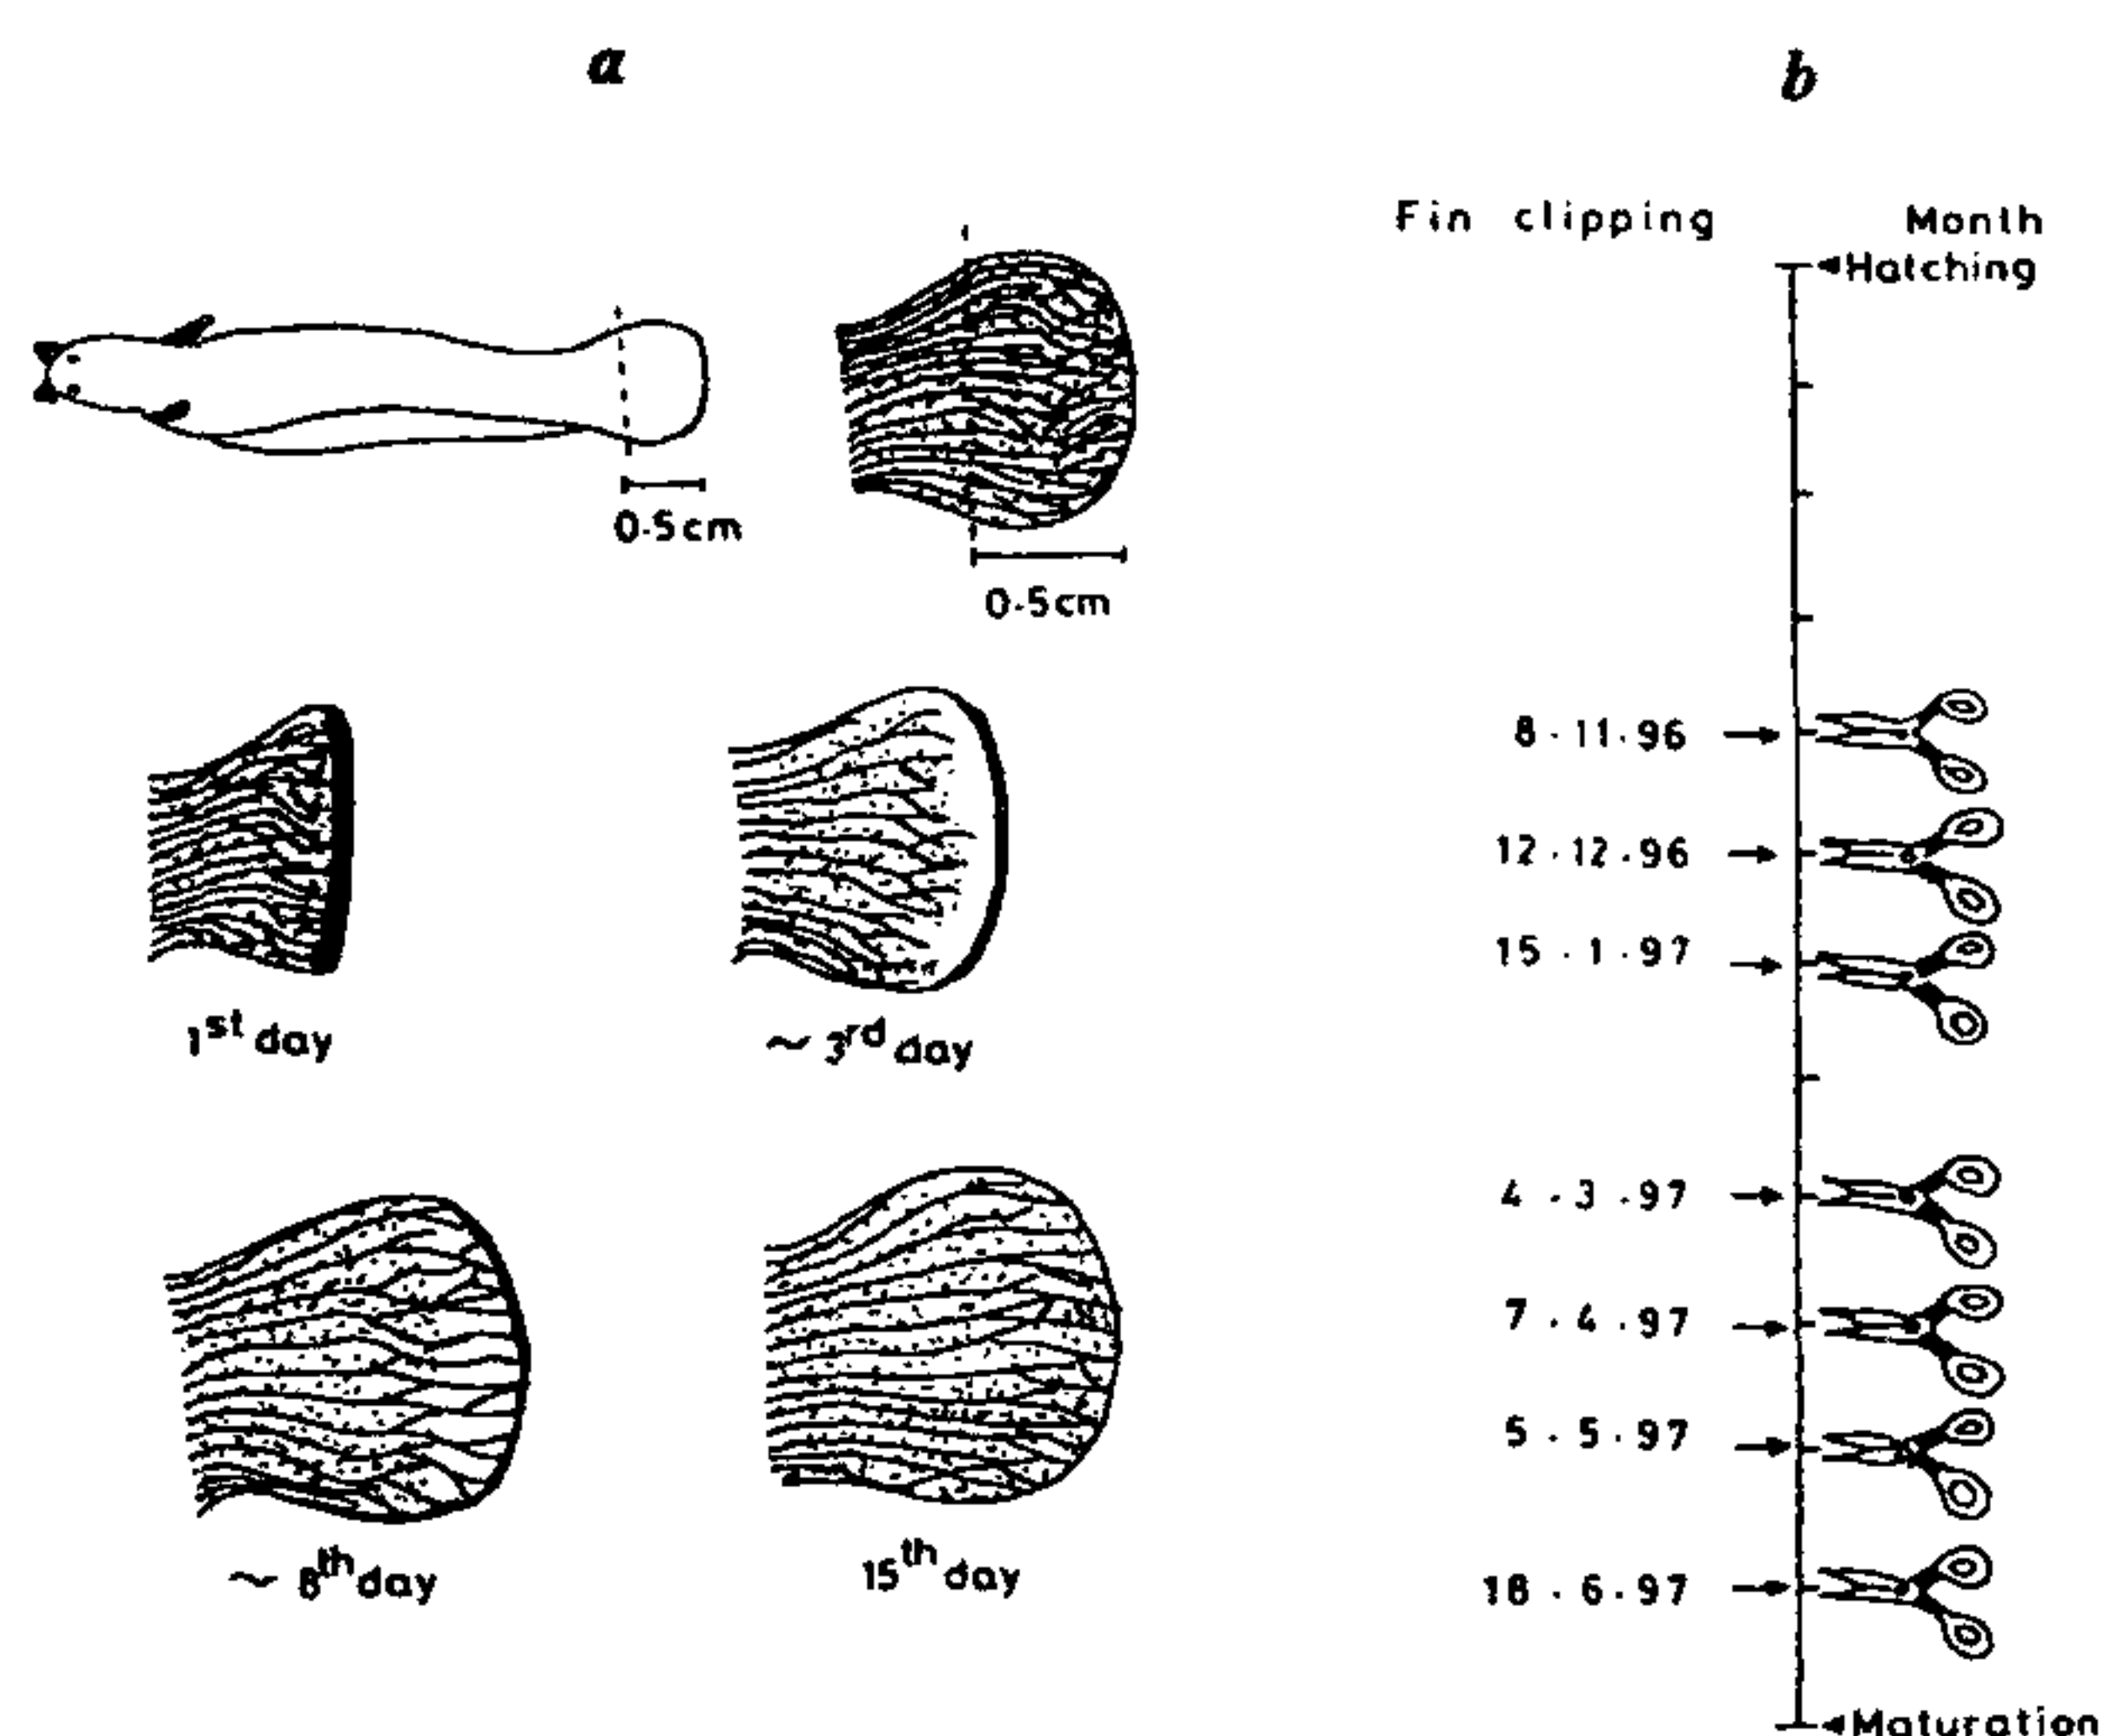 a
0.5cm
0.5cm
1st day
~ 3rd day
~ 8th day
15th day
b
Fin clipping
Month
Hatching
8.11.96
12.12.96
15.1.97
4.3.97
7.4.97
5.5.97
18.6.97
Maturation